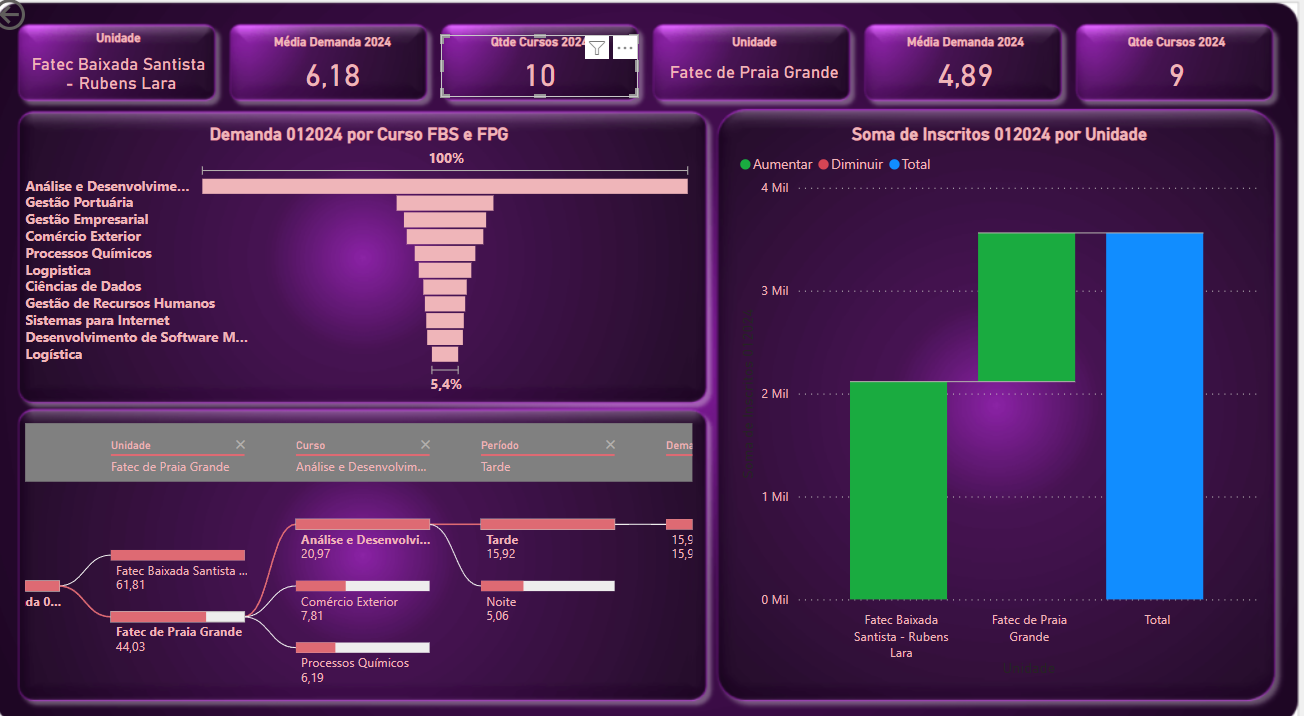 Unidade
Fatec Baixada Santista
- Rubens Lara
Média Demanda 2024
6,18
Qtde Cursos 2024
10
Unidade
Fatec de Praia Grande
Média Demanda 2024
4,89
Qtde Cursos 2024
9
Demanda 012024 por Curso FBS e FPG
100%
Análise e Desenvolvime...
Gestão Portuária
Gestão Empresarial
Comércio Exterior
Processos Químicos
Logpistica
Ciências de Dados
Gestão de Recursos Humanos
Sistemas para Internet
Desenvolvimento de Software M...
Logística
5,4%
Unidade
Fatec de Praia Grande
Curso
Análise e Desenvolvim...
Período
Tarde
Dema
da 0...
Fatec Baixada Santista ...
61,81
Fatec de Praia Grande
44,03
Análise e Desenvolvi...
20,97
Comércio Exterior
7,81
Processos Químicos
6,19
Tarde
15,92
Noite
5,06
15,9
15,9
Soma de Inscritos 012024 por Unidade
Aumentar Diminuir Total
4 Mil
3 Mil
2 Mil
1 Mil
0 Mil
Fatec Baixada
Santista - Rubens
Lara
Fatec de Praia
Grande
Total